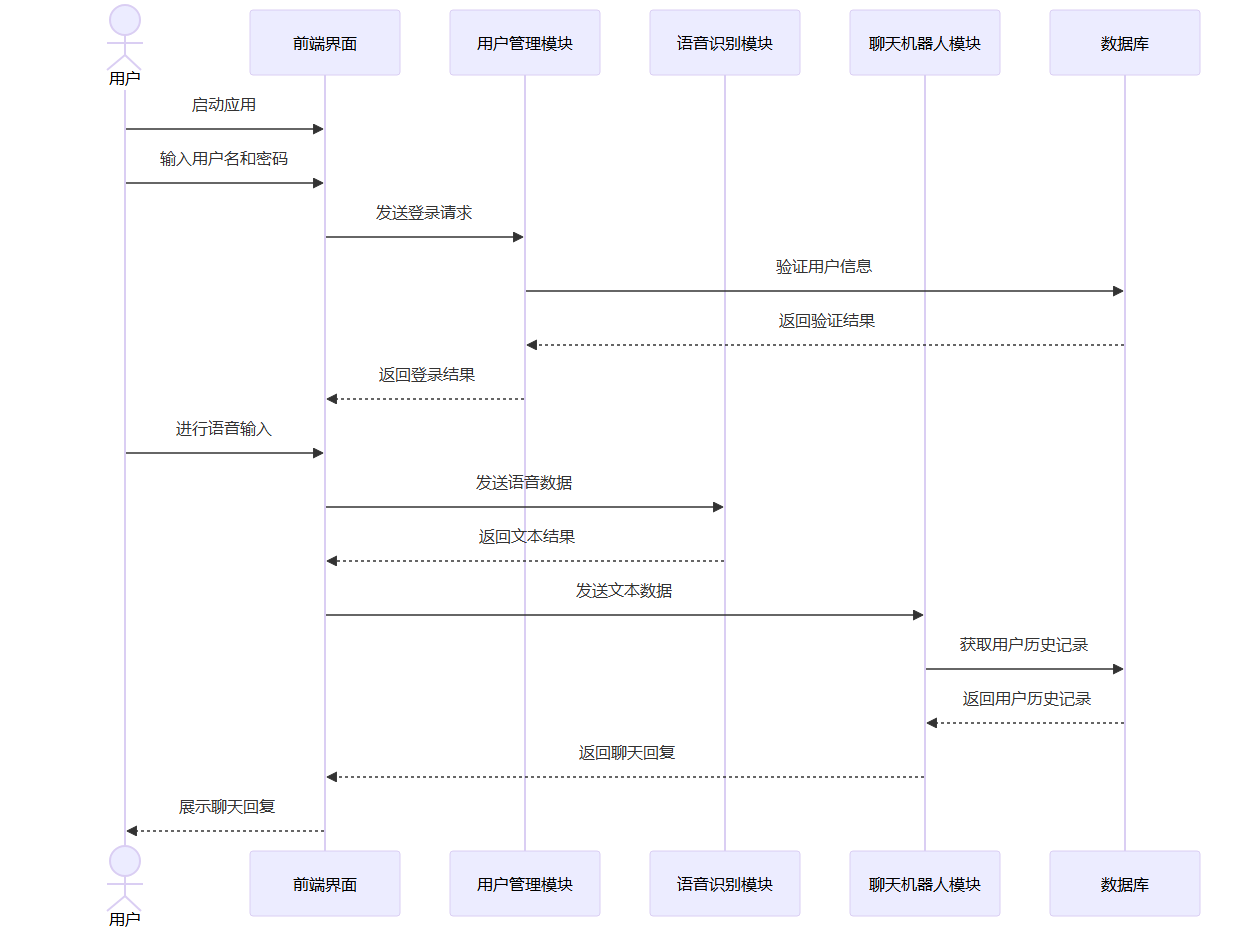 前端界面
用户管理模块
语音识别模块
聊天机器人模块
数据库
用户
启动应用
输入用户名和密码
发送登录请求
验证用户信息
返回验证结果
返回登录结果
进行语音输入
发送语音数据
返回文本结果
发送文本数据
获取用户历史记录
返回用户历史记录
返回聊天回复
展示聊天回复
前端界面
用户管理模块
语音识别模块
聊天机器人模块
数据库
用户